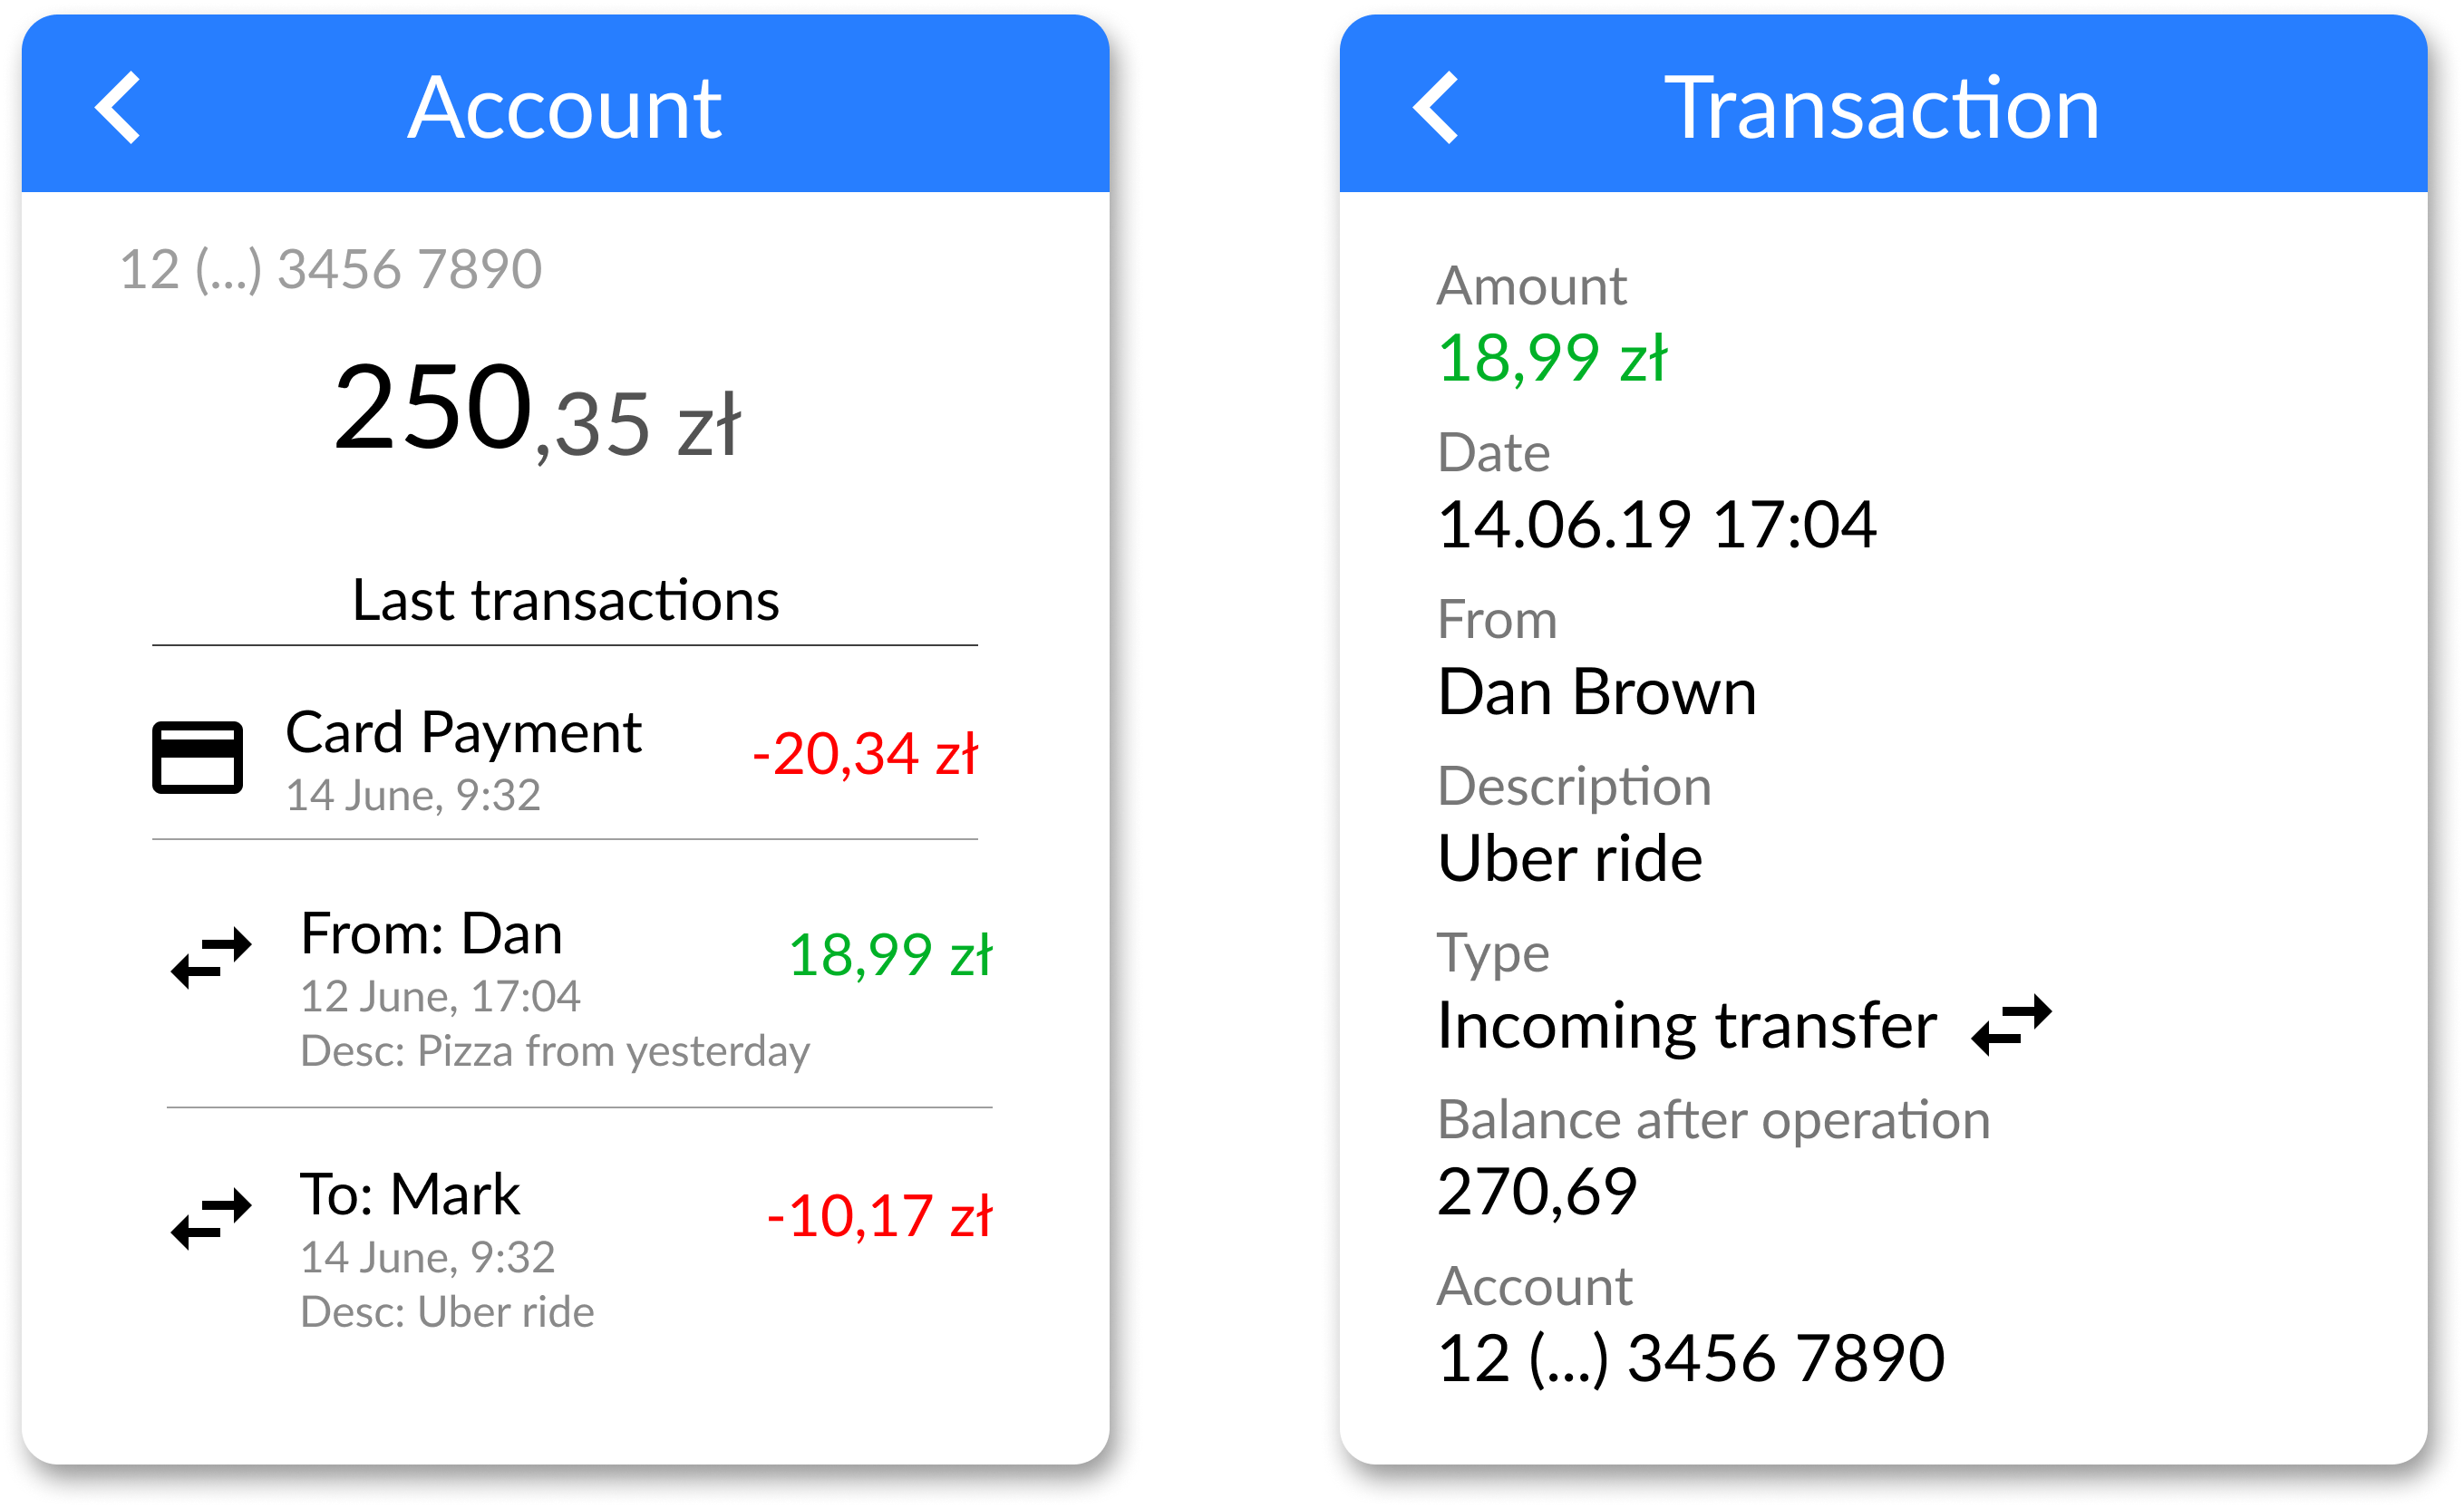 Account
12 (...) 3456 7890
250,35 zł
Last transactions
Card Payment
-20,34 zł
14 June, 9:32
From: Dan
18,99 zł
12 June, 17:04
Desc: Pizza from yesterday
To: Mark
-10,17 zł
14 June, 9:32
Desc: Uber ride
Transaction
Amount
18,99 zł
Date
14.06.19 17:04
From
Dan Brown
Description
Uber ride
Type
Incoming transfer
Balance after operation
270,69
Account
12 (...) 3456 7890